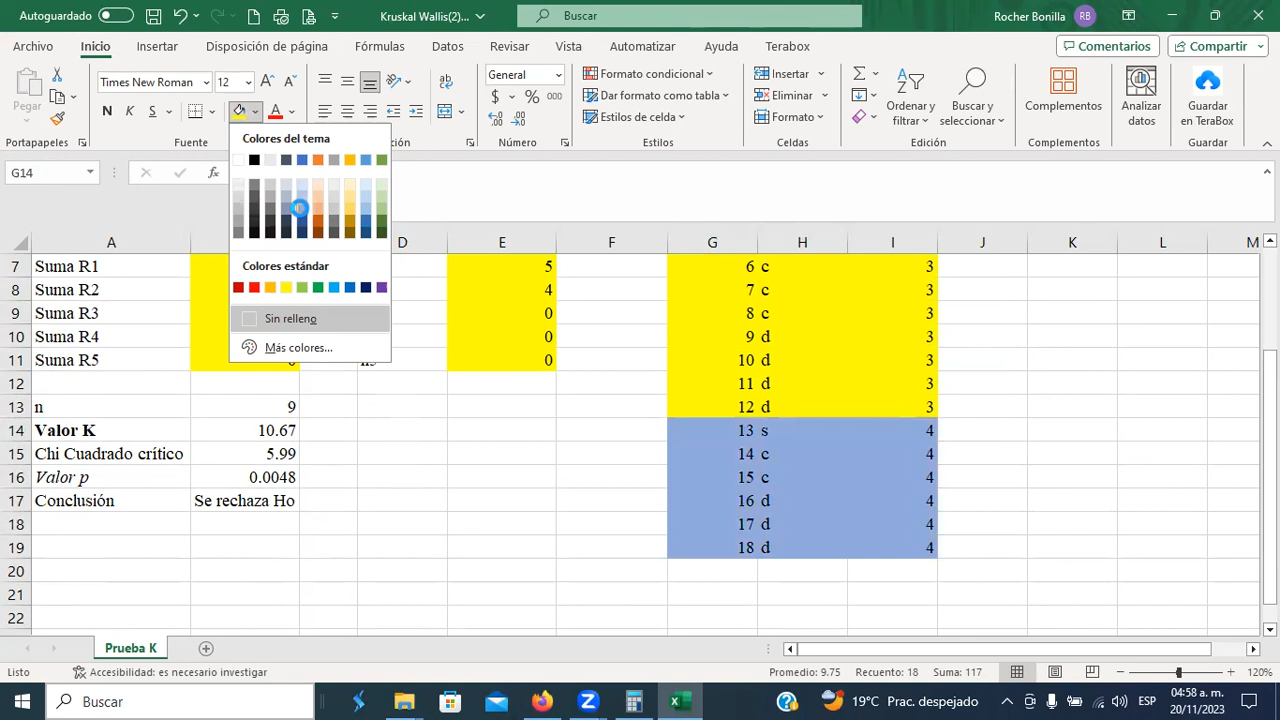 Autoguardado
Kruskal Wallis(2)...
Buscar
Rocher Bonilla
RB
Archivo
Inicio
Insertar
Disposición de página
Fórmulas
Datos
Revisar
Vista
Automatizar
Ayuda
Terabox
Comentarios
Compartir
Pegar
Times New Roman
12
N K S
General
$ % 000
Formato condicional
Dar formato como tabla
Estilos de celda
Insertar
Eliminar
Formato
Ordenar y filtrar
Buscar y seleccionar
Complementos
Analizar datos
Guardar en TeraBox
Portapapeles
Fuente
Número
Estilos
Celdas
Edición
Complementos
Guardar
Colores del tema
Colores estándar
Sin relleno
Más colores...
G14
fx
A D E F G H I J K L M
7 Suma R1 5 6 c 3
8 Suma R2 4 7 c 3
9 Suma R3 0 8 c 3
10 Suma R4 0 9 d 3
11 Suma R5 0 10 d 3
12 11 d 3
13 n 9 12 d 3
14 Valor K 10.67 13 s 4
15 Chi Cuadrado crítico 5.99 14 c 4
16 Valor p 0.0048 15 c 4
17 Conclusión Se rechaza Ho 16 d 4
18 17 d 4
19 18 d 4
20
21
22
Prueba K
Listo
Accesibilidad: es necesario investigar
Promedio: 9.75
Recuento: 18
Suma: 117
120%
Buscar
19°C Prac. despejado
ESP
04:58 a. m.
20/11/2023